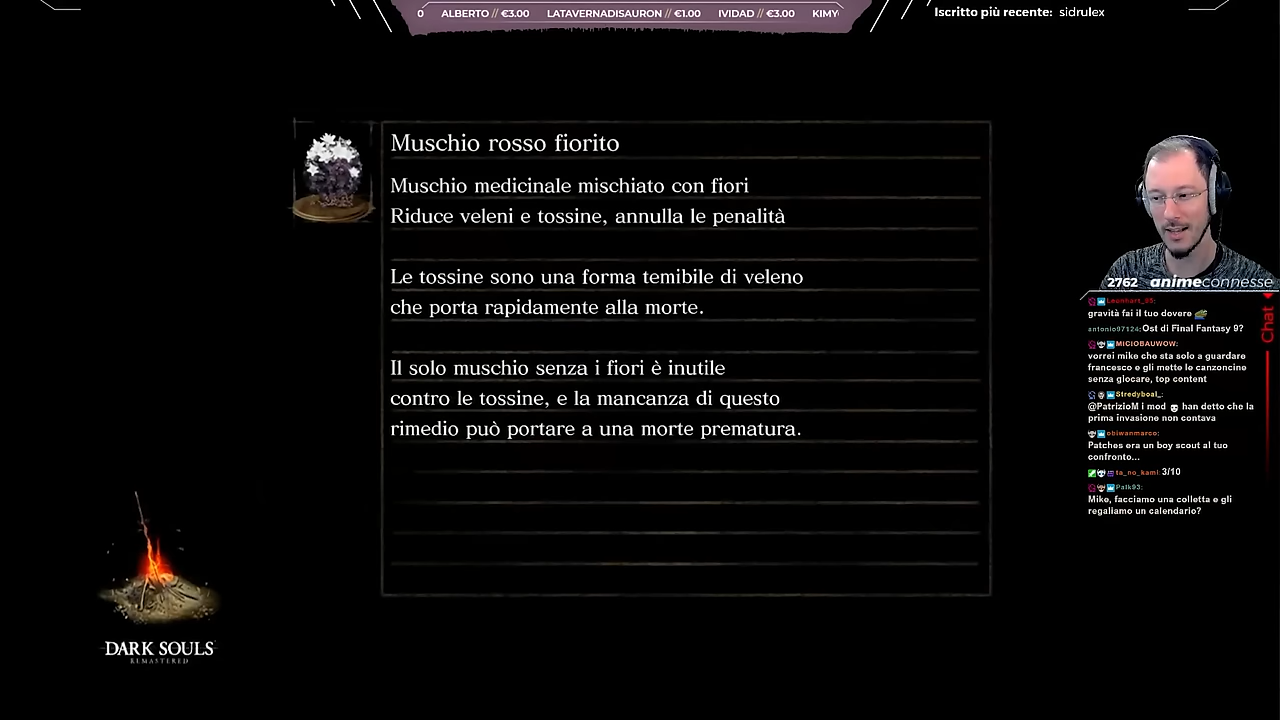 0 ALBERTO // €3.00 LATAVERNADISAURON // €1.00 IVIDAD // €3.00 KIMY
Iscritto più recente: sidrulex
Muschio rosso fiorito
Muschio medicinale mischiato con fiori
Riduce veleni e tossine, annulla le penalità
Le tossine sono una forma temibile di veleno
che porta rapidamente alla morte.
Il solo muschio senza i fiori è inutile
contro le tossine, e la mancanza di questo
rimedio può portare a una morte prematura.
DARK SOULS
REMASTERED
2762 animeconnesse
Chat
Leonhart_95:
gravità fai il tuo dovere
antonio97124: Ost di Final Fantasy 9?
MICIOBAUWOW:
vorrei mike che sta solo a guardare
francesco e gli mette le canzoncine
senza glocare, top content
Stredyboal_:
@PatrizioM i mod han detto che la
prima invasione non contava
obiwanmarco:
Patches era un boy scout al tuo
confronto...
ta_no_kami: 3/10
Palk93:
Mike, facciamo una colletta e gli
regaliamo un calendario?